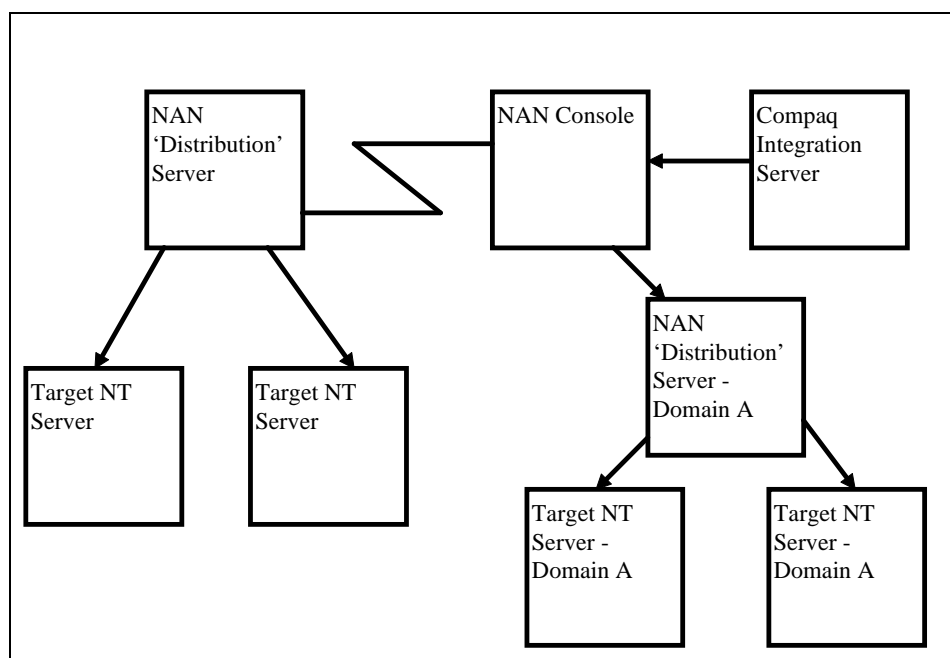 NAN
‘Distribution’
Server
NAN Console
Compaq
Integration
Server
NAN
‘Distribution’
Server -
Domain A
Target NT
Server
Target NT
Server
Target NT
Server -
Domain A
Target NT
Server -
Domain A